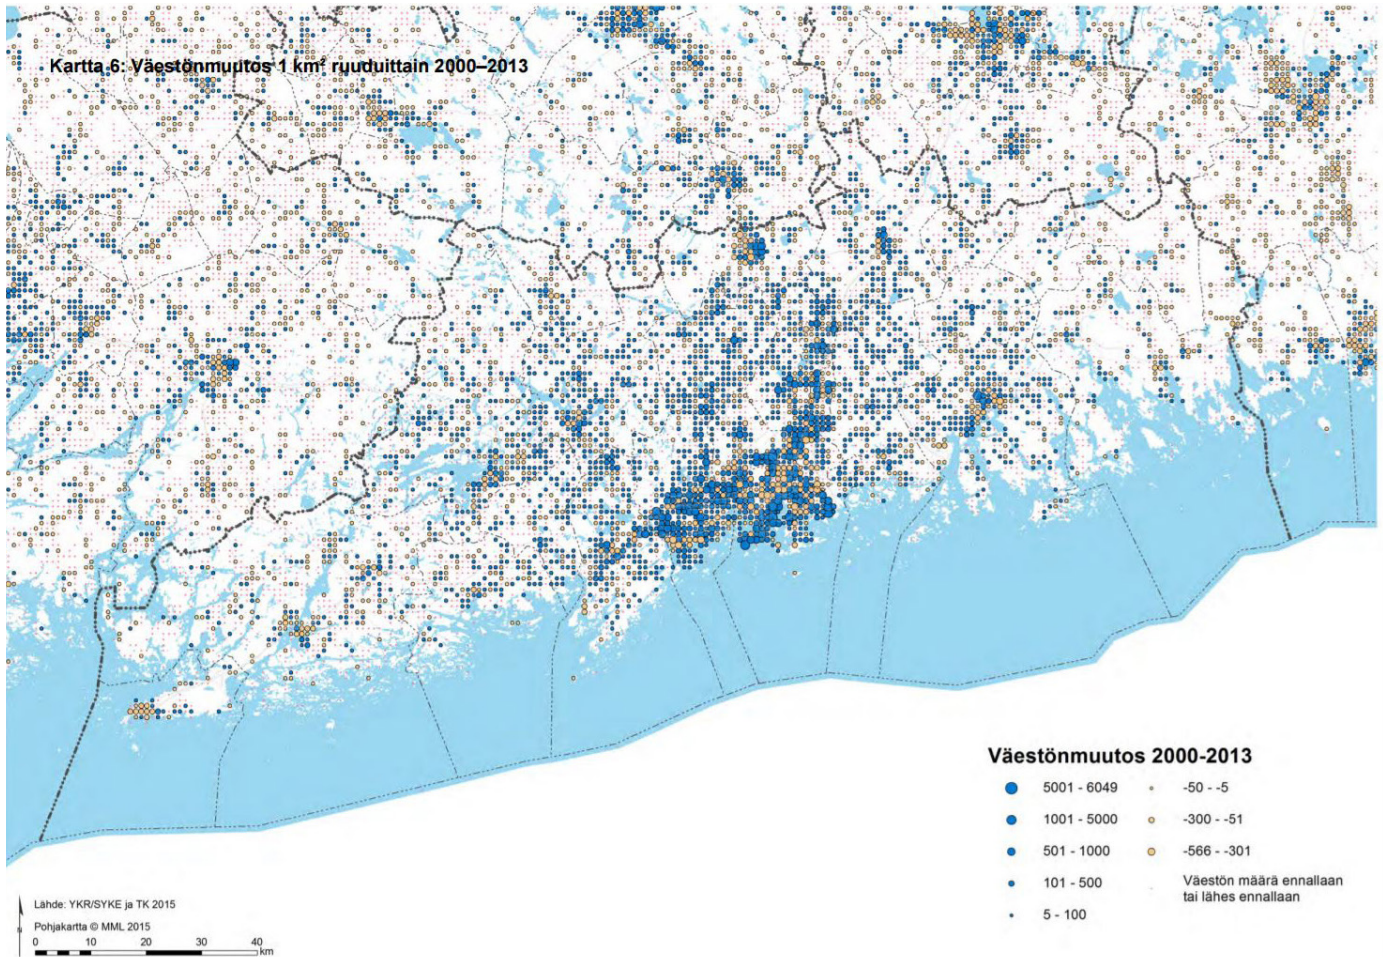 Kartta 6: Väestönmuutos 1 km² ruuduittain 2000–2013
Väestönmuutos 2000-2013
5001 - 6049
1001 - 5000
501 - 1000
101 - 500
5 - 100
-50 - -5
-300 - -51
-566 - -301
Väestön määrä ennallaan
tai lähes ennallaan
N
Lähde: YKR/SYKE ja TK 2015
Pohjakartta © MML 2015
0 10 20 30 40
km